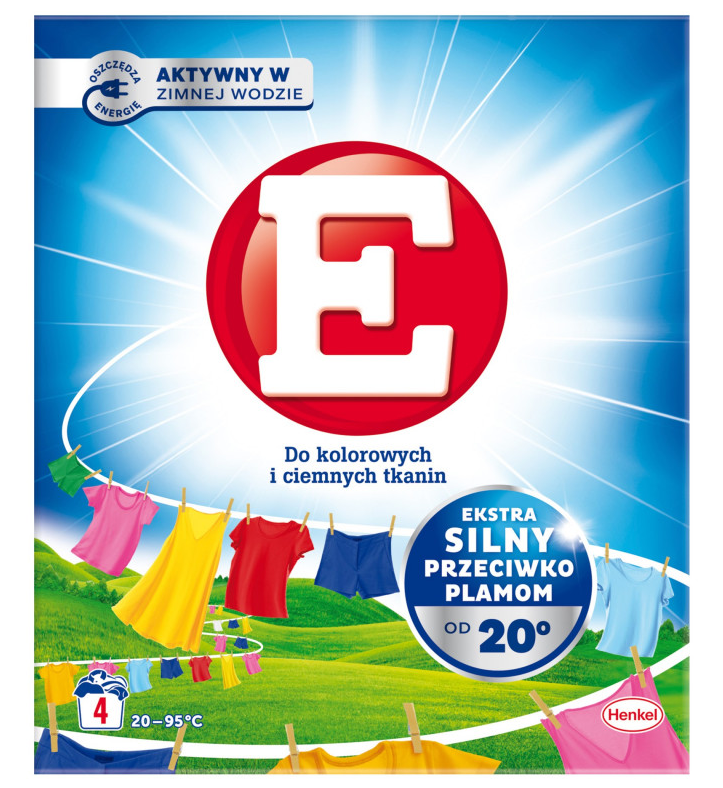 OSZCZĘDZA
ENERGIĘ
AKTYWNY W
ZIMNEJ WODZIE
E
Do kolorowych
i ciemnych tkanin
EKSTRA
SILNY
PRZECIWKO
PLAMOM
OD 20°
4
20–95°C
Henkel